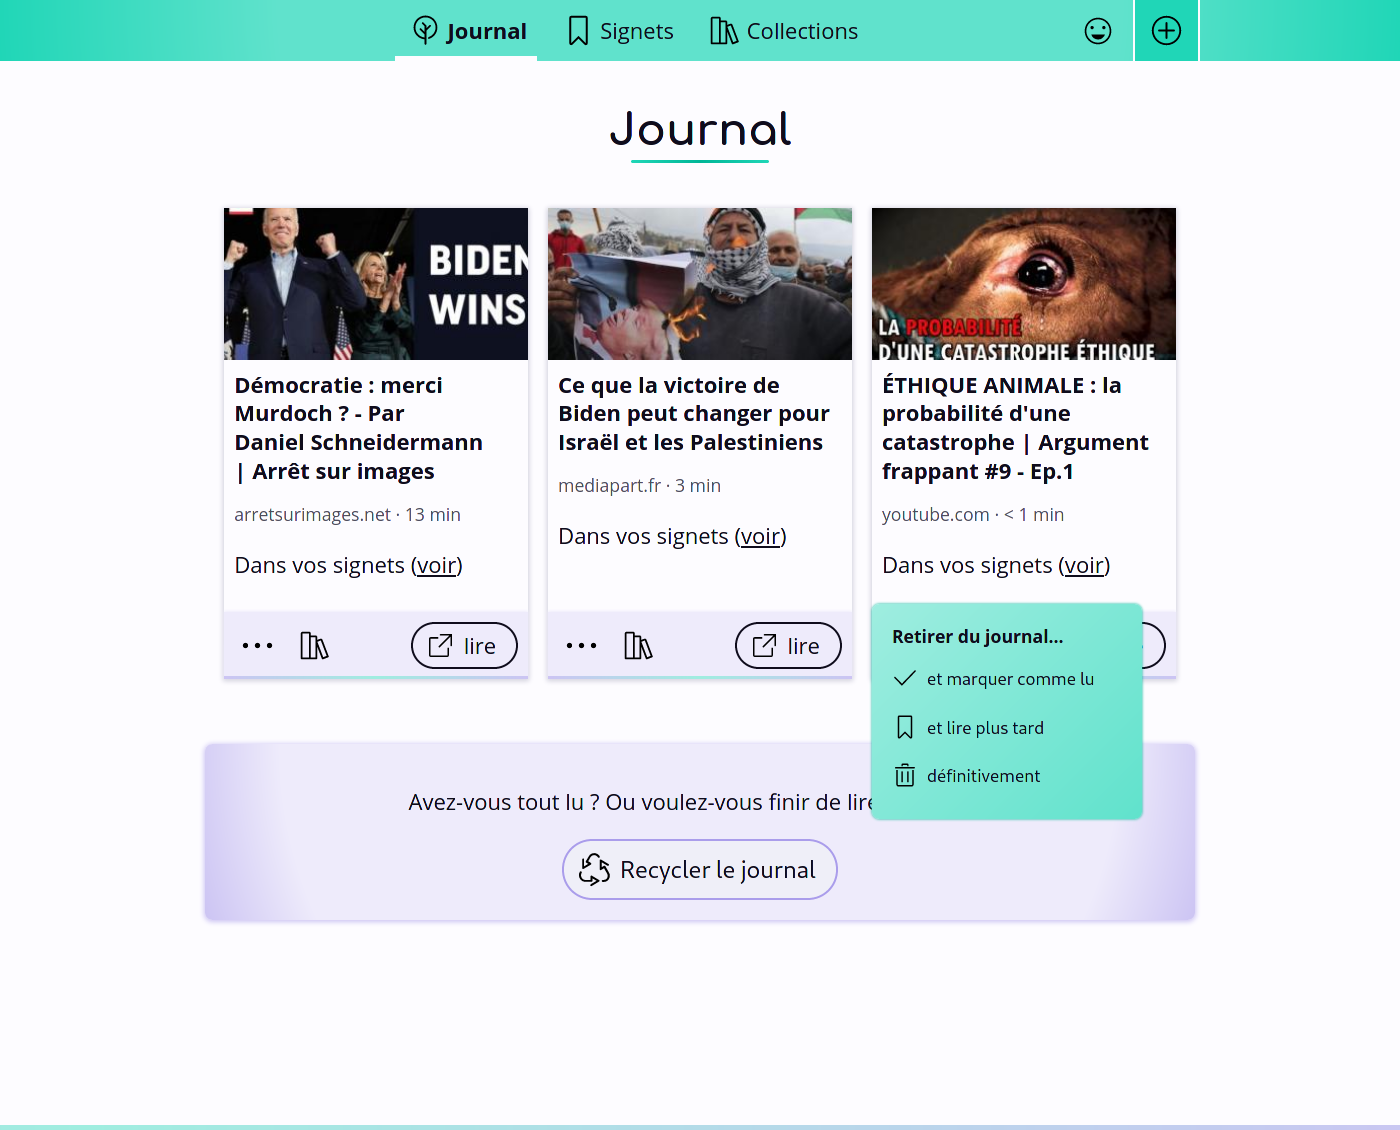 Journal
Signets
Collections
Journal
BIDEN
WINS
LA PROBABILITÉ
D'UNE CATASTROPHE ÉTHIQUE
Démocratie : merci
Murdoch ? - Par
Daniel Schneidermann
| Arrêt sur images
arretsurimages.net · 13 min
Dans vos signets (voir)
lire
Ce que la victoire de
Biden peut changer pour
Israël et les Palestiniens
mediapart.fr · 3 min
Dans vos signets (voir)
lire
ÉTHIQUE ANIMALE : la
probabilité d'une
catastrophe | Argument
frappant #9 - Ep.1
youtube.com · < 1 min
Dans vos signets (voir)
Retirer du journal...
et marquer comme lu
et lire plus tard
définitivement
Avez-vous tout lu ? Ou voulez-vous finir de lire
Recycler le journal